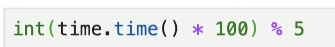 int(time.time() * 100) % 5